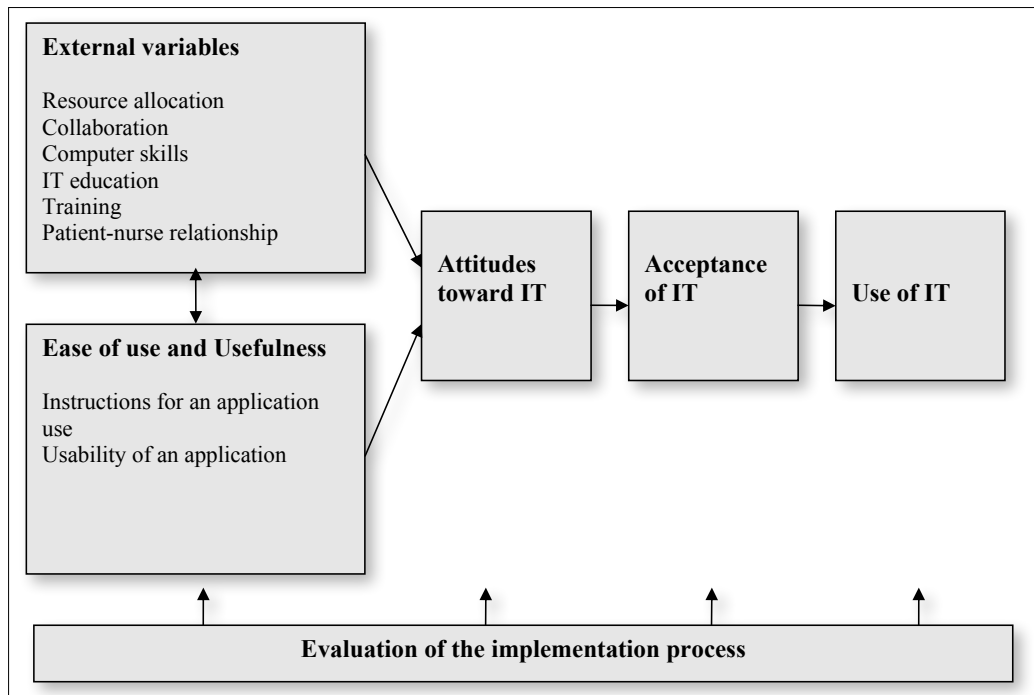 External variables
Resource allocation
Collaboration
Computer skills
IT education
Training
Patient-nurse relationship
Ease of use and Usefulness
Instructions for an application
use
Usability of an application
Attitudes
toward IT
Acceptance
of IT
Use of IT
Evaluation of the implementation process